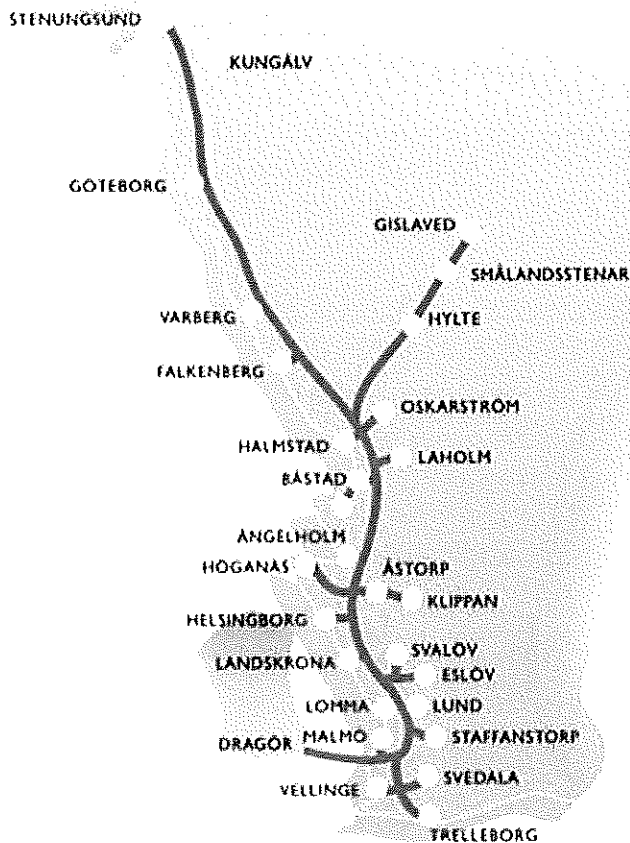 STENUNGSUND
KUNGÄLV
GÖTEBORG
GISLAVED
SMÅLANDSSTENAR
VARBERG
HYLTE
FALKENBERG
OSKARSTRÖM
HALMSTAD
LAHOLM
BÅSTAD
ÄNGELHOLM
HÖGANÄS
ÅSTORP
KLIPPAN
HELSINGBORG
SVALÖV
LANDSKRONA
ESLÖV
LOMMA
LUND
MALMÖ
STAFFANSTORP
DRAGÖR
SVEDALA
VELLINGE
TRELLEBORG